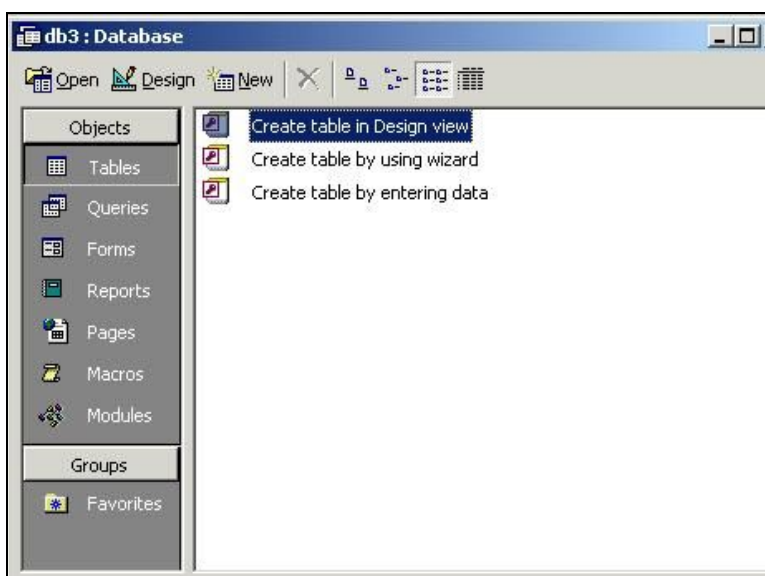 db3 : Database
Open Design New
Objects
Tables
Queries
Forms
Reports
Pages
Macros
Modules
Groups
Favorites
Create table in Design view
Create table by using wizard
Create table by entering data